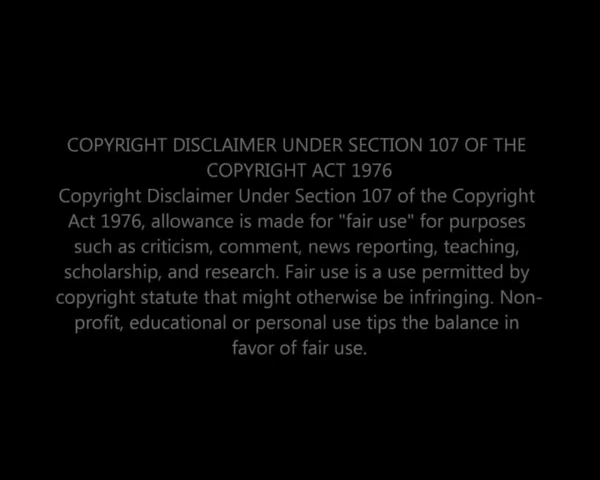 COPYRIGHT DISCLAIMER UNDER SECTION 107 OF THE
COPYRIGHT ACT 1976
Copyright Disclaimer Under Section 107 of the Copyright
Act 1976, allowance is made for "fair use" for purposes
such as criticism, comment, news reporting, teaching,
scholarship, and research. Fair use is a use permitted by
copyright statute that might otherwise be infringing. Non-
profit, educational or personal use tips the balance in
favor of fair use.